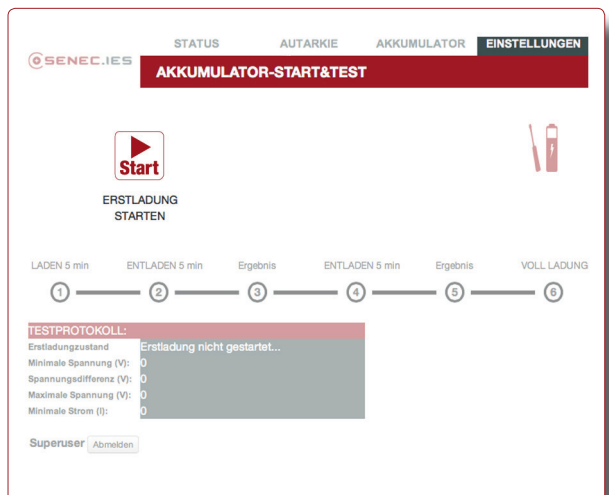 STATUS AUTARKIE AKKUMULATOR EINSTELLUNGEN
SENEC.IES
AKKUMULATOR-START&TEST
Start
ERSTLADUNG
STARTEN
LADEN 5 min ENTLADEN 5 min Ergebnis ENTLADEN 5 min Ergebnis VOLL LADUNG
1 2 3 4 5 6
TESTPROTOKOLL:
Erstladungzustand Erstladung nicht gestartet...
Minimale Spannung (V): 0
Spannungsdifferenz (V): 0
Maximale Spannung (V): 0
Minimale Strom (I): 0
Superuser Abmelden